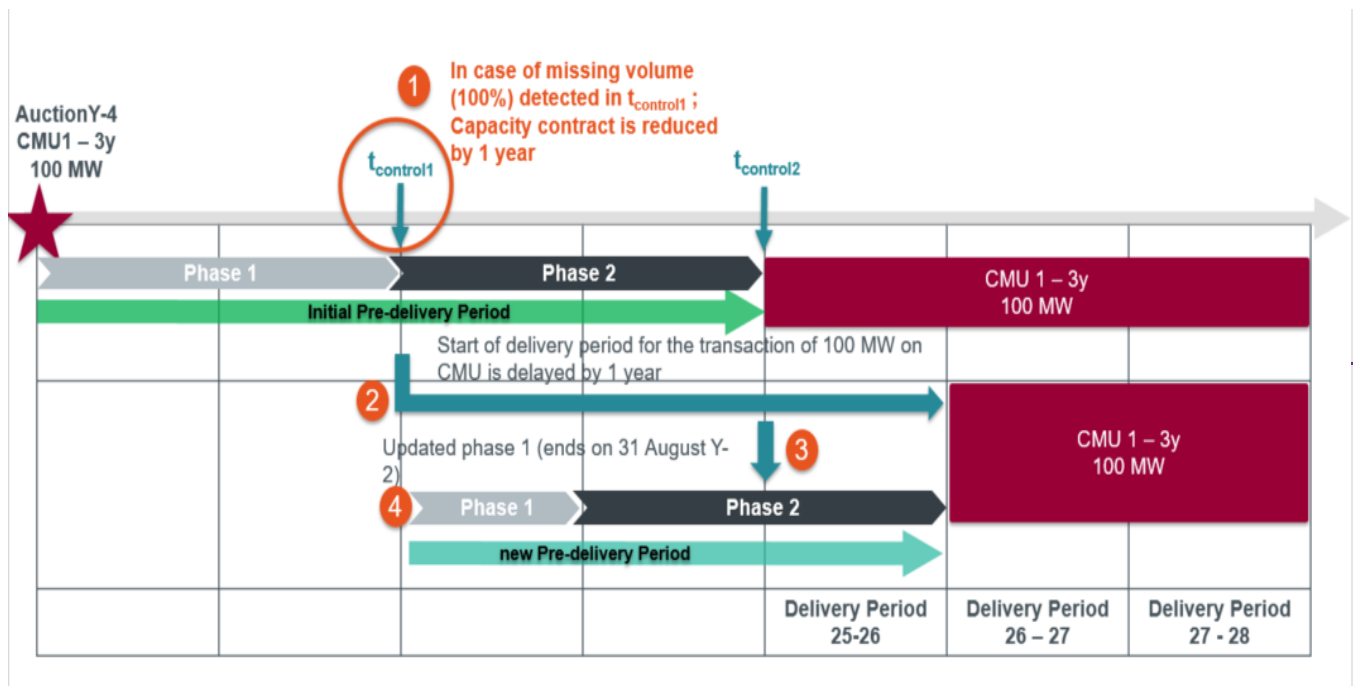 AuctionY-4
CMU1 – 3y
100 MW
1
In case of missing volume
(100%) detected in tcontrol1 ;
Capacity contract is reduced
by 1 year
tcontrol1
tcontrol2
Phase 1
Phase 2
CMU 1 – 3y
100 MW
Initial Pre-delivery Period
Start of delivery period for the transaction of 100 MW on
CMU is delayed by 1 year
2
Updated phase 1 (ends on 31 August Y-
2)
3
CMU 1 – 3y
100 MW
4
Phase 1
Phase 2
new Pre-delivery Period
Delivery Period
25-26
Delivery Period
26 – 27
Delivery Period
27 - 28